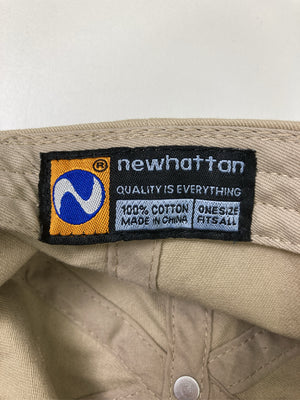 ® newhattan
QUALITY IS EVERYTHING
100% COTTON
MADE IN CHINA
ONE SIZE
FITS ALL